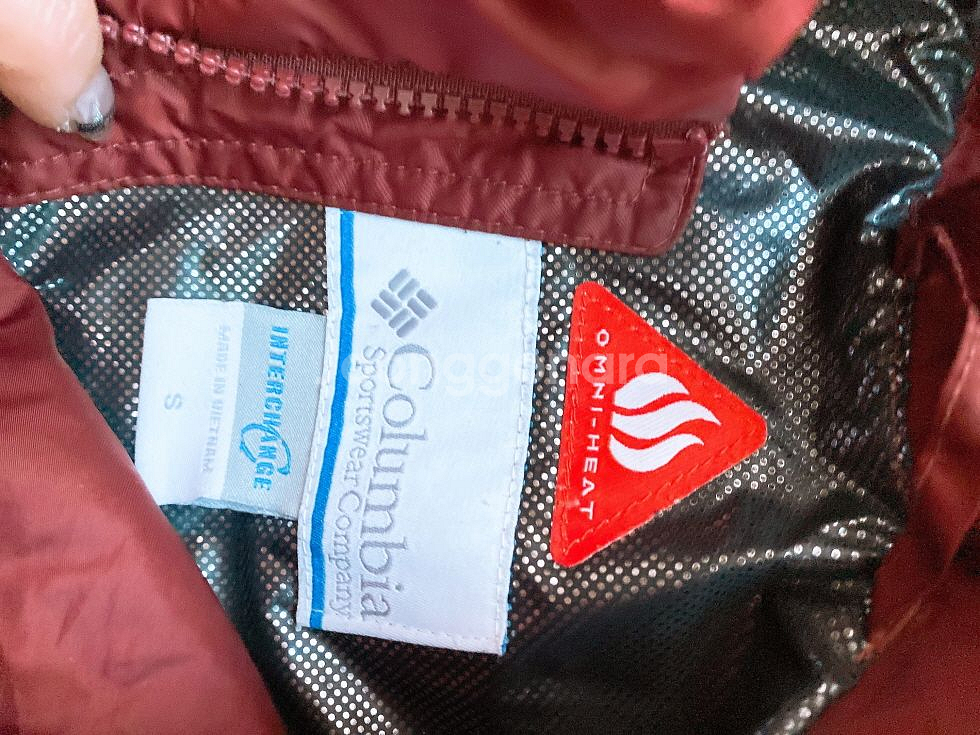 Columbia
Sportswear Company
INTERCHANGE
MADE IN VIETNAM
S
OMNI-HEAT